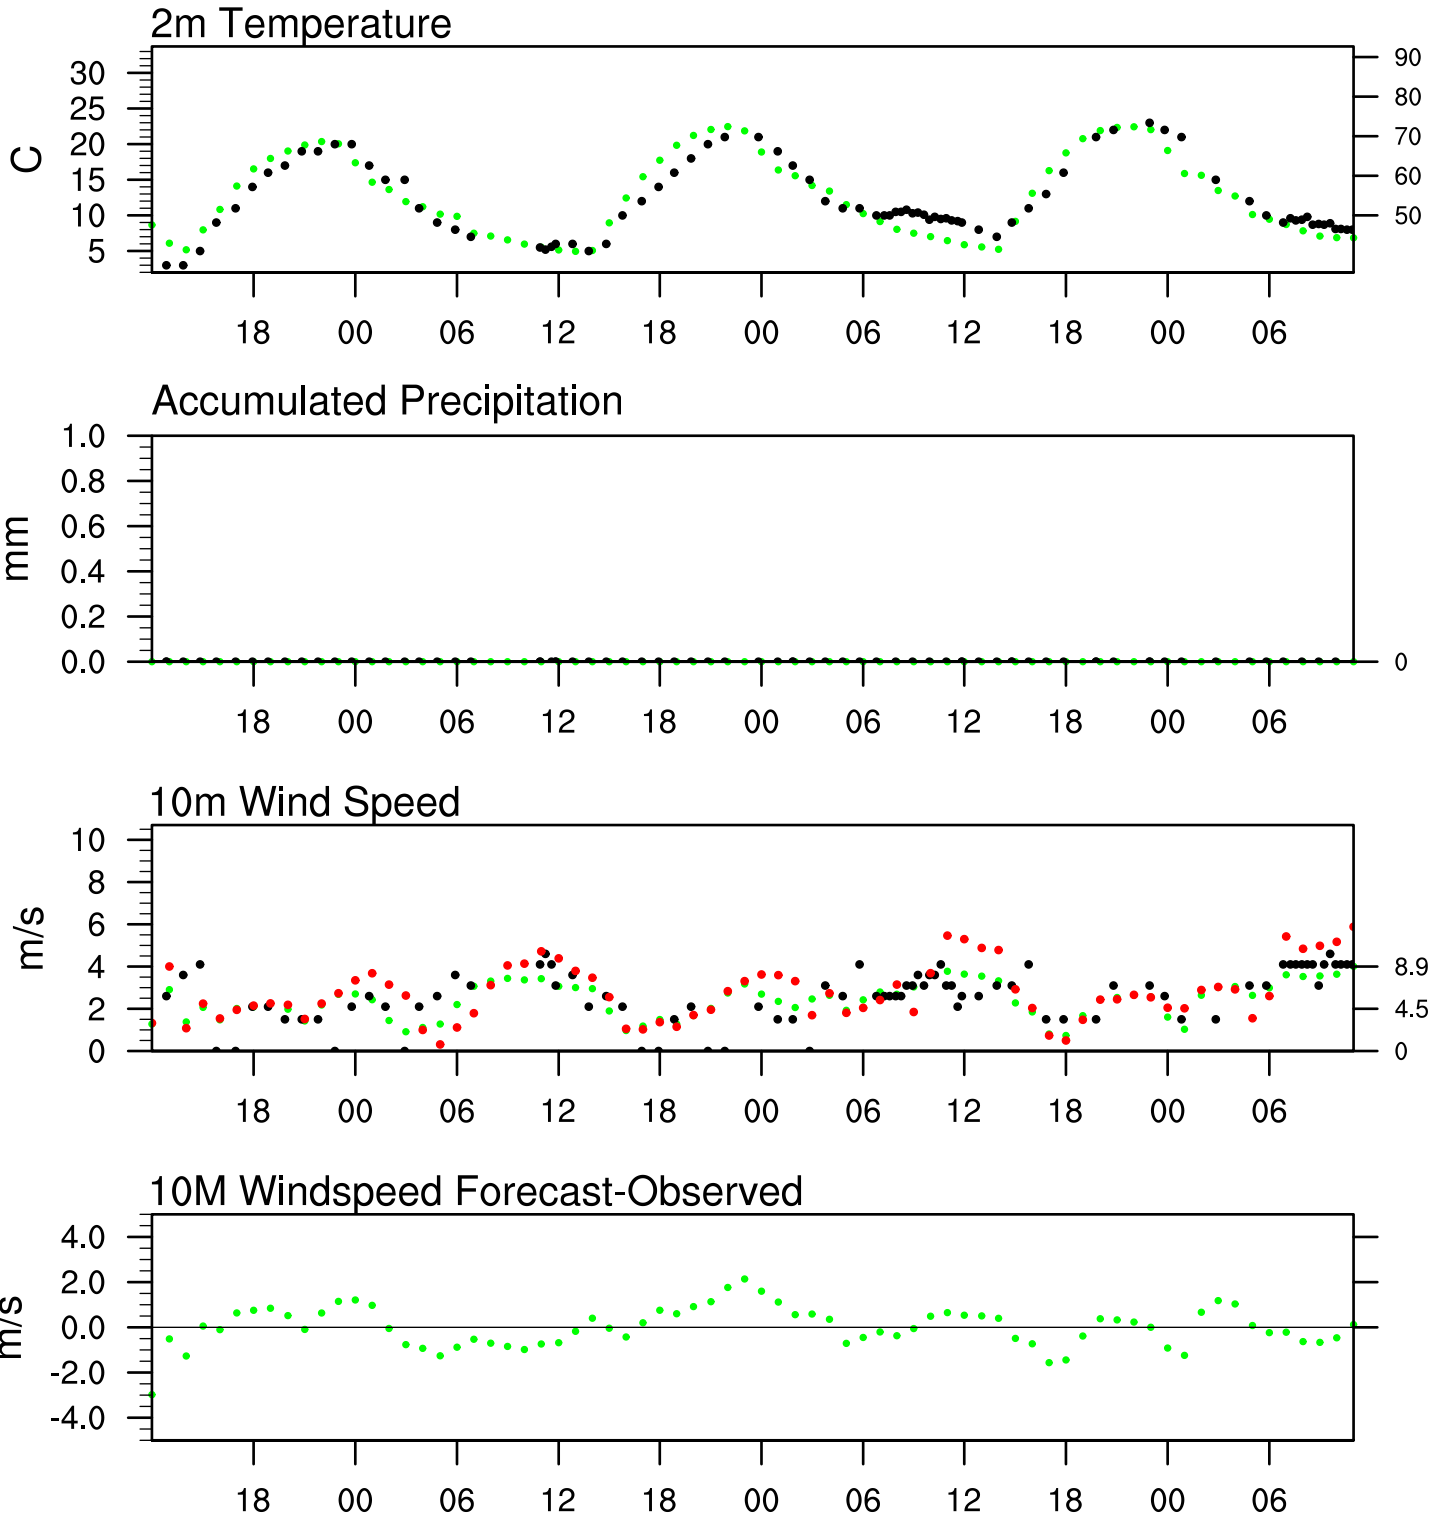 2m Temperature
30
25
20
15
10
5
C
90
80
70
60
50
18 00 06 12 18 00 06 12 18 00 06
Accumulated Precipitation
1.0
0.8
0.6
0.4
0.2
0.0
mm
0
18 00 06 12 18 00 06 12 18 00 06
10m Wind Speed
10
8
6
4
2
0
m/s
8.9
4.5
0
18 00 06 12 18 00 06 12 18 00 06
10M Windspeed Forecast-Observed
4.0
2.0
0.0
-2.0
-4.0
m/s
18 00 06 12 18 00 06 12 18 00 06